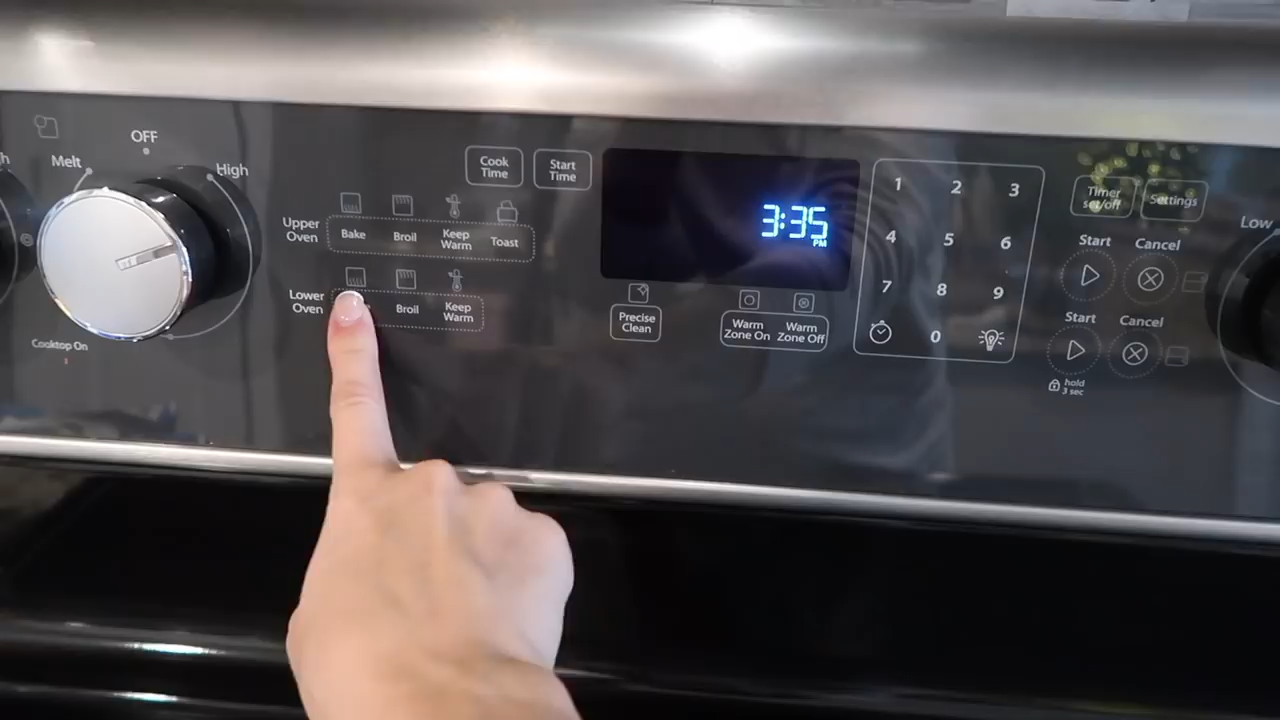 OFF
Melt
High
Cooktop On
Cook
Time
Start
Time
Upper
Oven
Bake
Broil
Keep
Warm
Toast
Lower
Oven
Broil
Keep
Warm
3:35
PM
Precise
Clean
Warm
Zone On
Warm
Zone Off
1 2 3
4 5 6
7 8 9
0
Timer
set/off
Settings
Start
Cancel
Start
Cancel
hold
3 sec
Low